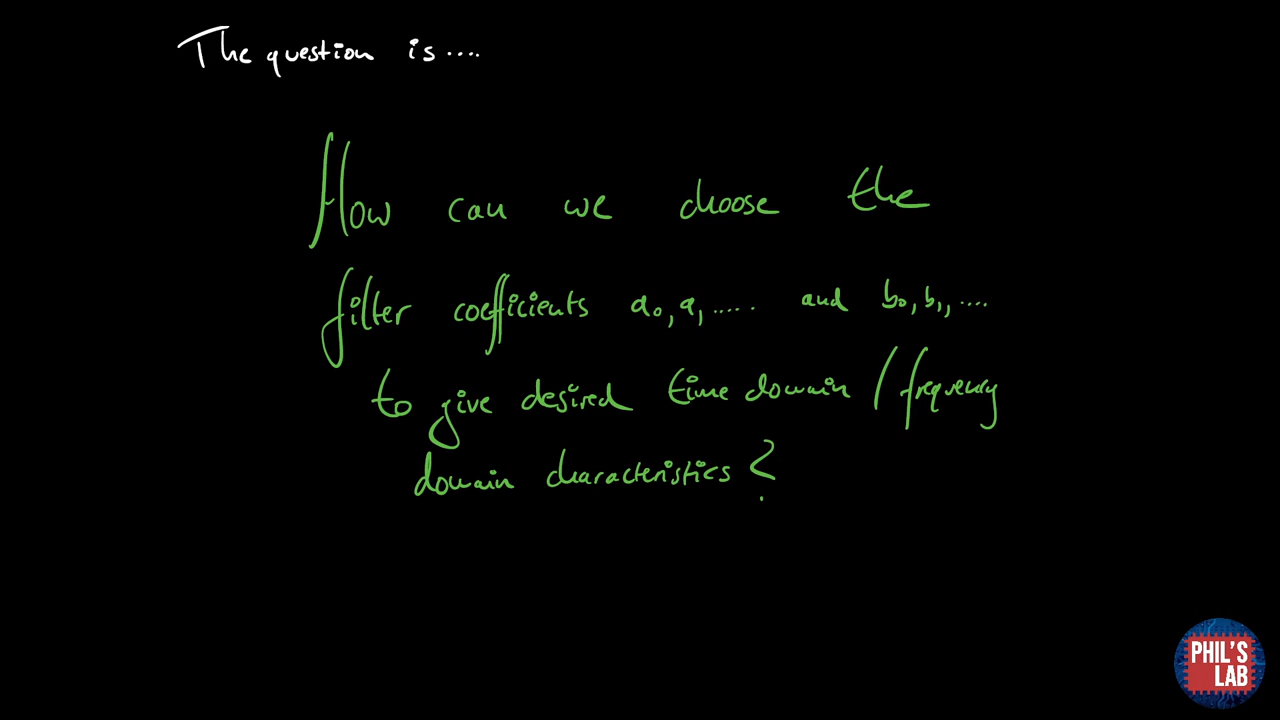 The question is ....
How can we choose the
filter coefficients a₀, a₁, ..... and b₀, b₁, ....
to give desired time domain / frequency
domain characteristics ?
PHIL'S
LAB